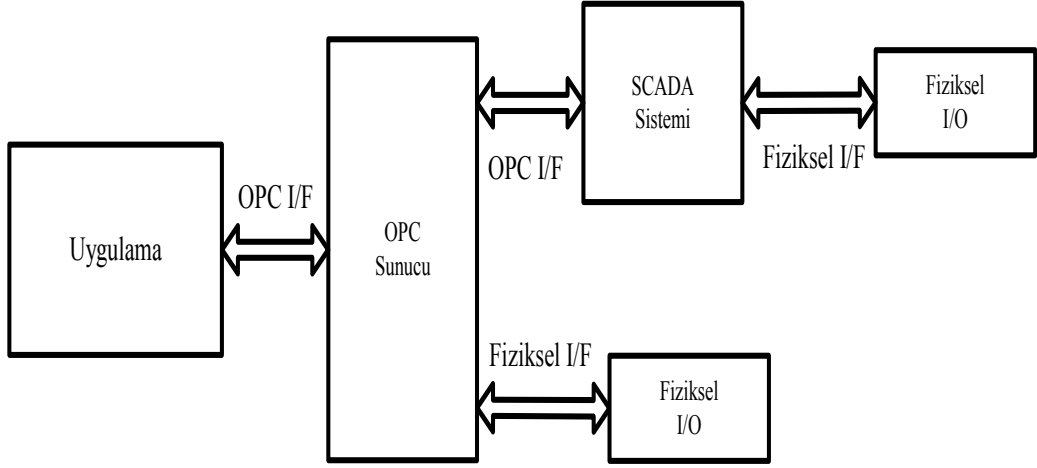 Uygulama
OPC I/F
OPC
Sunucu
OPC I/F
SCADA
Sistemi
Fiziksel I/F
Fiziksel
I/O
Fiziksel I/F
Fiziksel
I/O